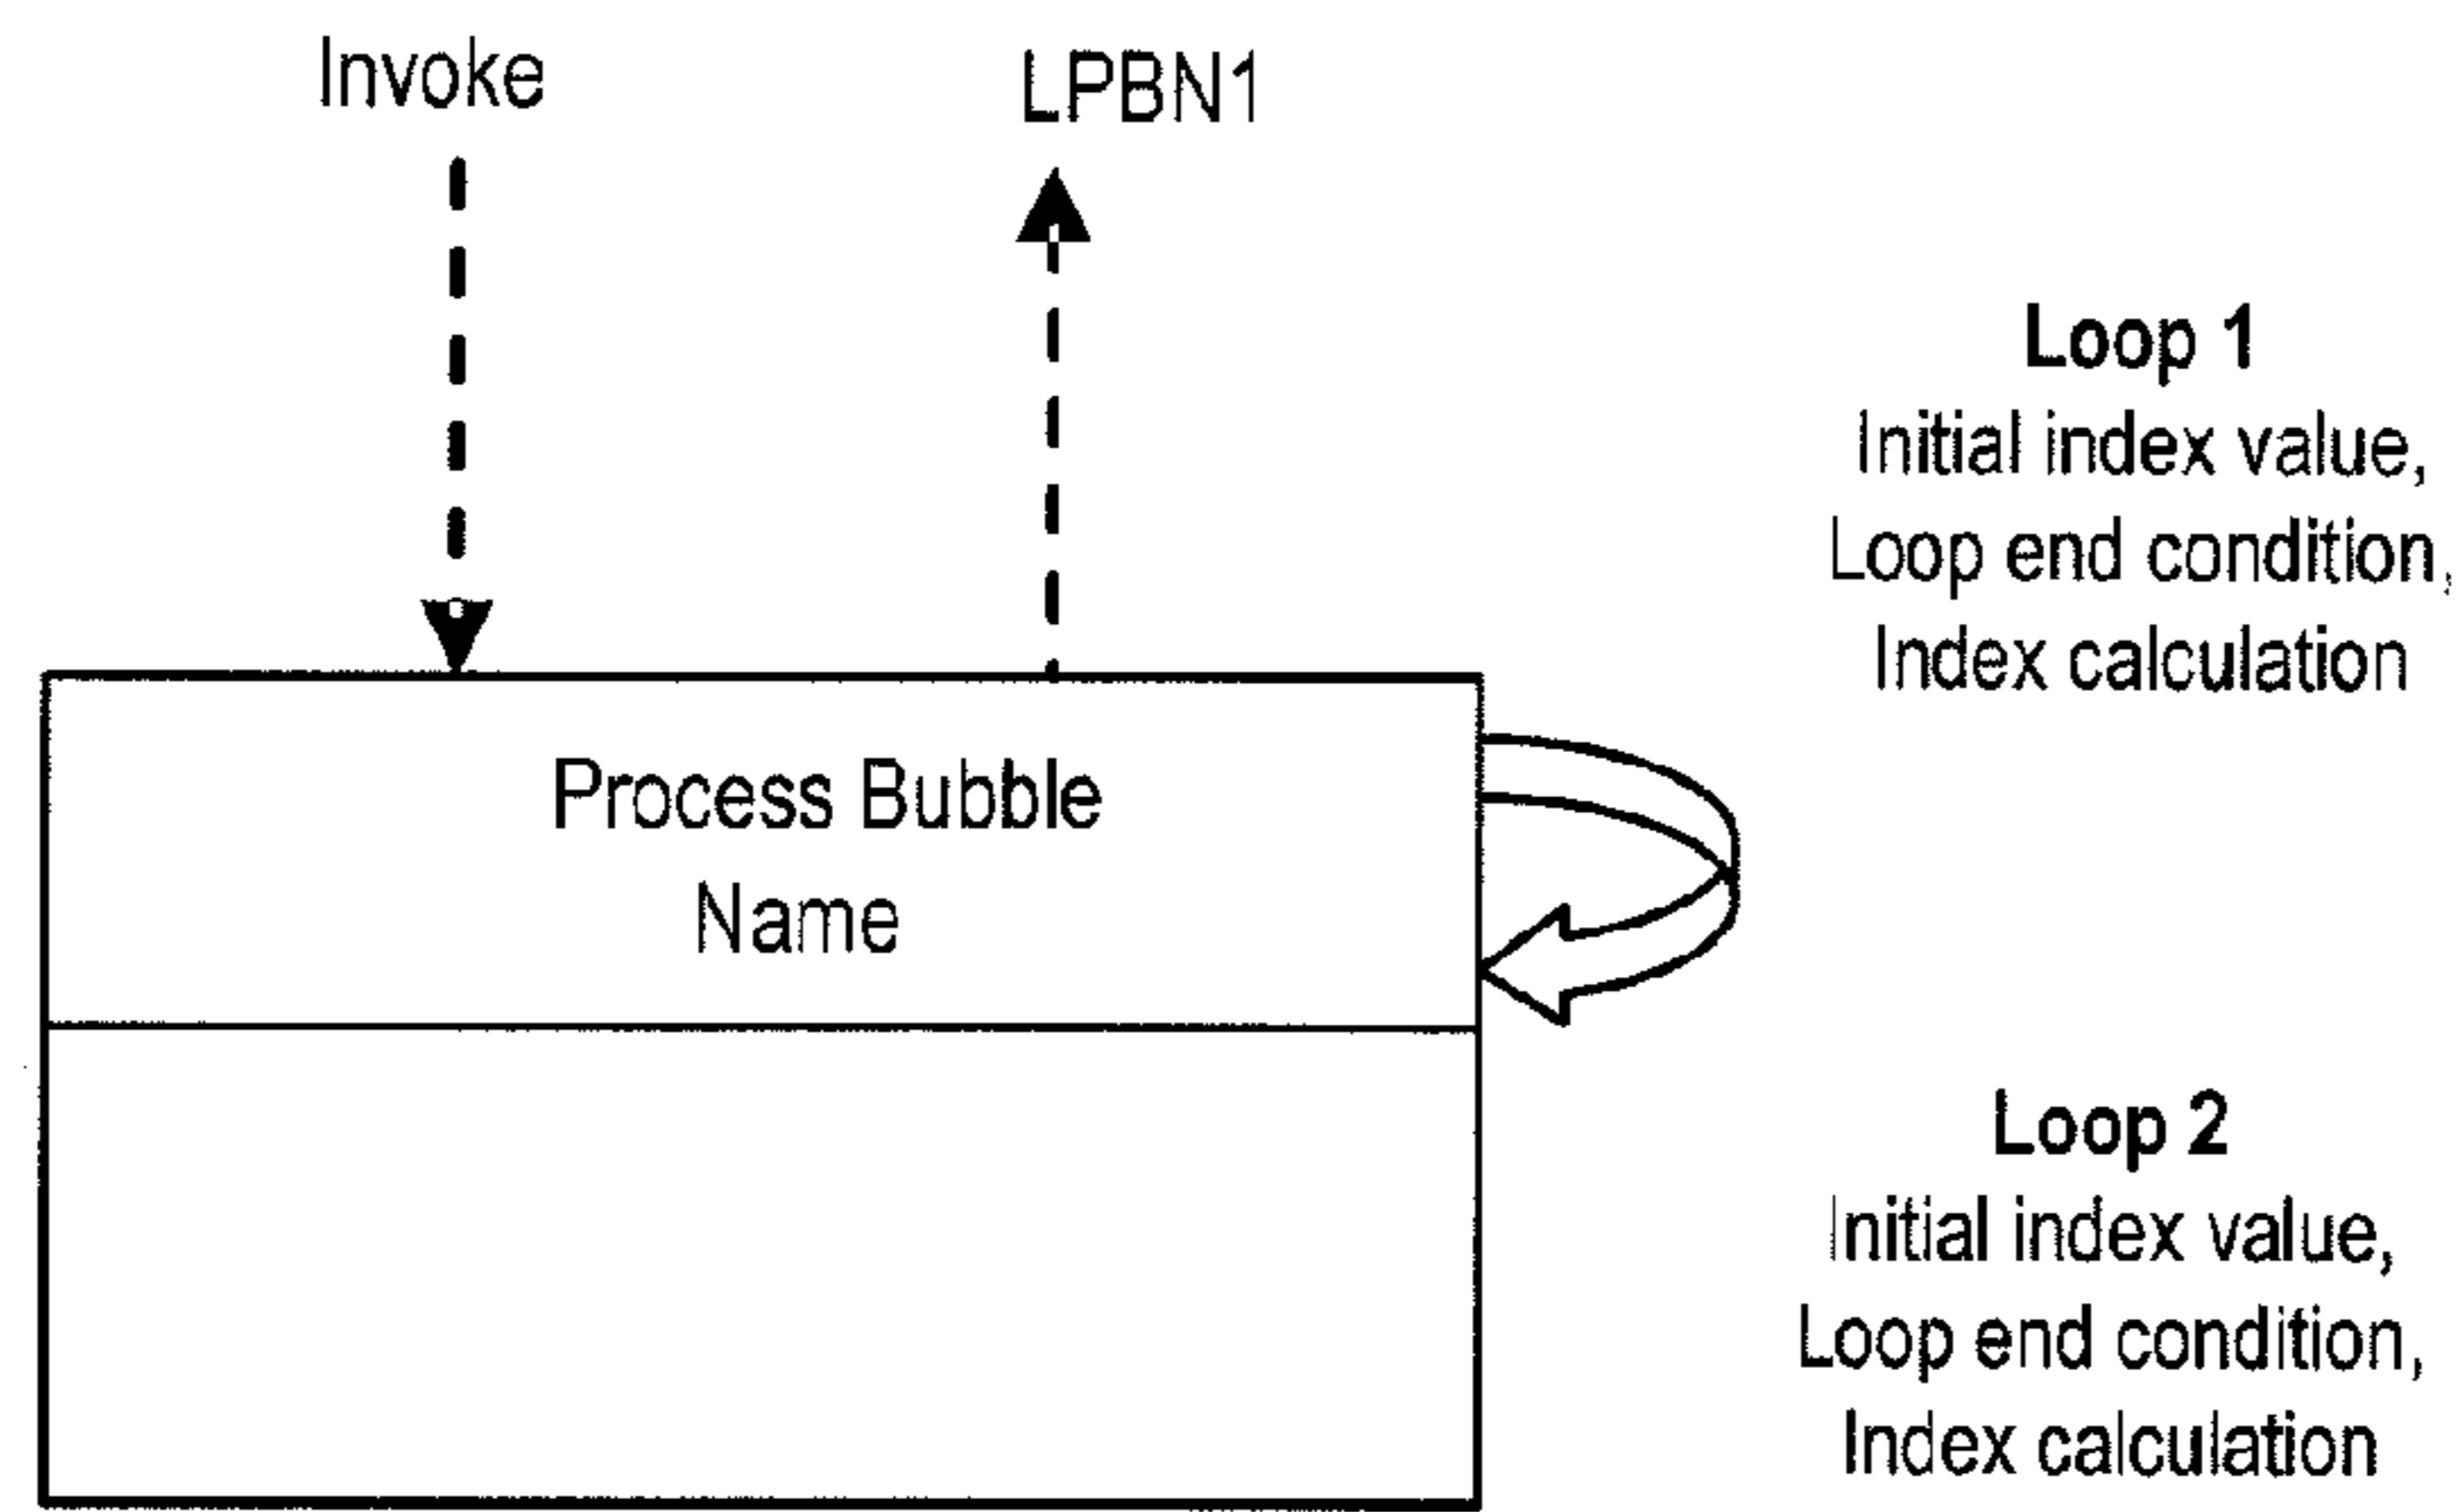 Invoke
LPBN1
Loop 1
Initial index value,
Loop end condition,
Index calculation
Process Bubble
Name
Loop 2
Initial index value,
Loop end condition,
Index calculation